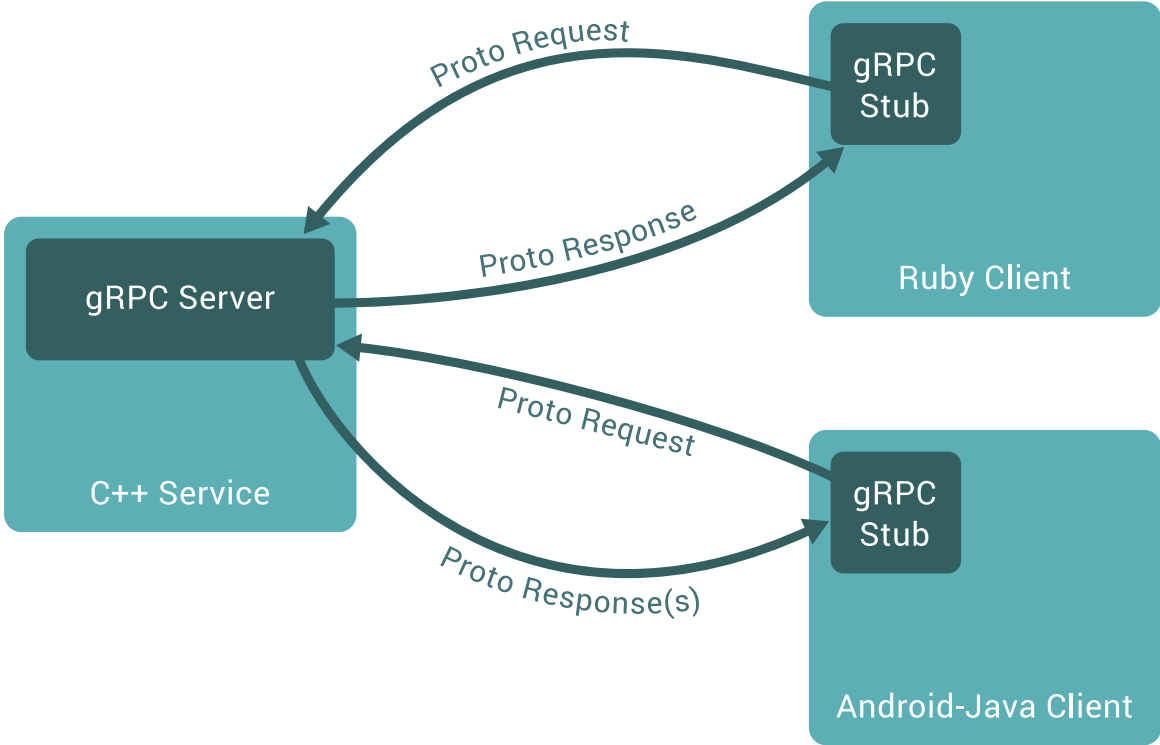 Proto Request
gRPC
Stub
Proto Response
Ruby Client
gRPC Server
C++ Service
Proto Request
gRPC
Stub
Proto Response(s)
Android-Java Client